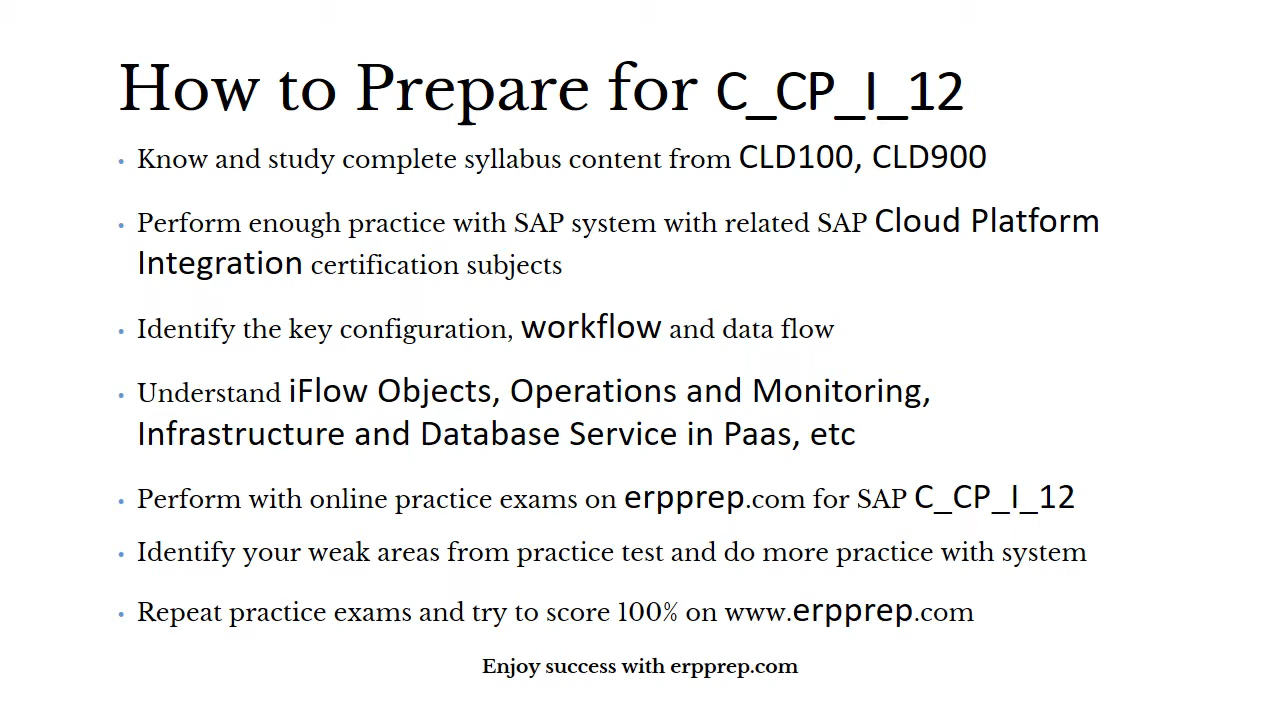 How to Prepare for C_CP_I_12
• Know and study complete syllabus content from CLD100, CLD900
• Perform enough practice with SAP system with related SAP Cloud Platform
Integration certification subjects
• Identify the key configuration, workflow and data flow
• Understand iFlow Objects, Operations and Monitoring,
Infrastructure and Database Service in Paas, etc
• Perform with online practice exams on erpprep.com for SAP C_CP_I_12
• Identify your weak areas from practice test and do more practice with system
• Repeat practice exams and try to score 100% on www.erpprep.com
Enjoy success with erpprep.com